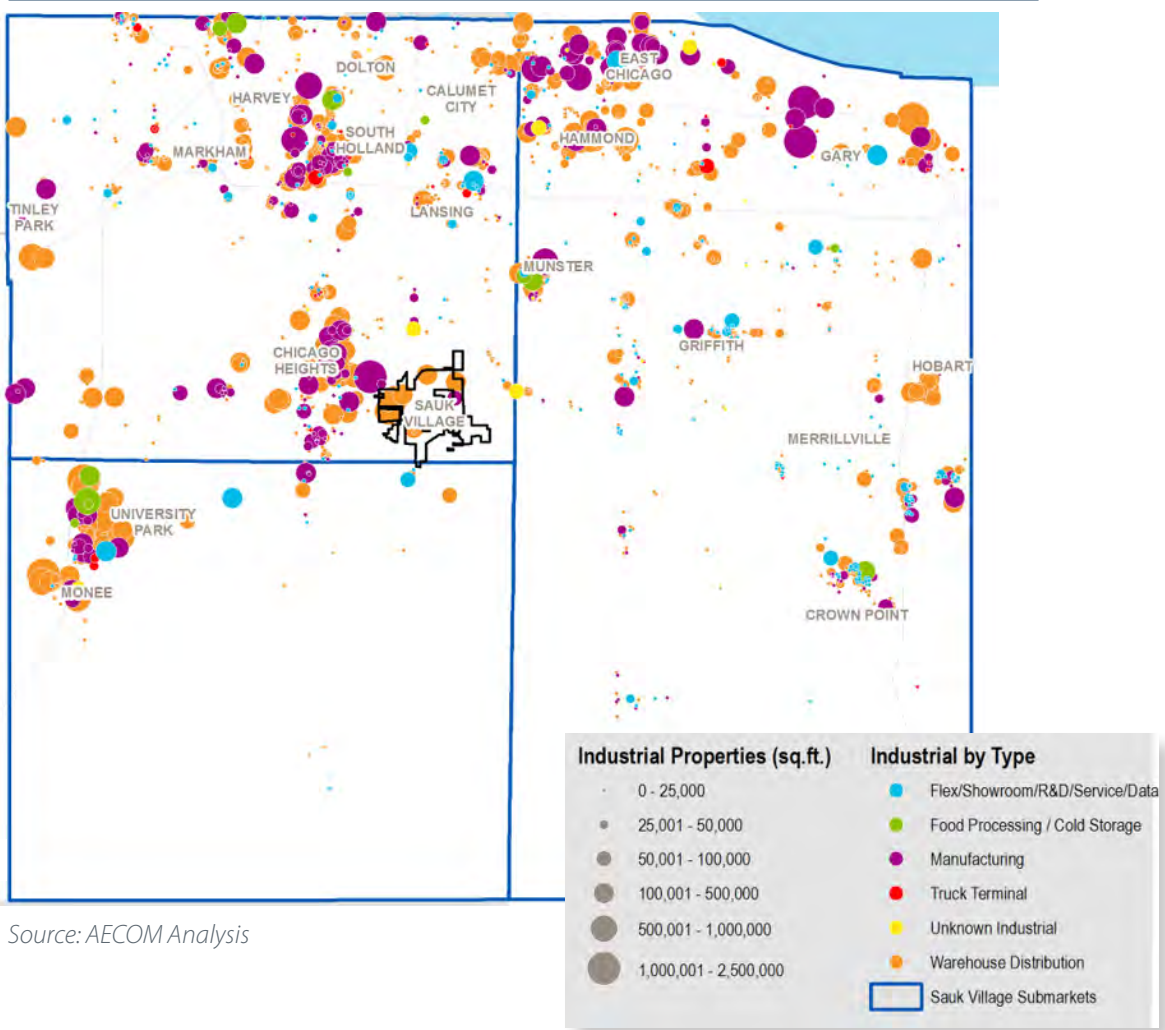 DOLTON
EAST
CHICAGO
HARVEY
CALUMET
CITY
SOUTH
HOLLAND
HAMMOND
MARKHAM
GARY
TINLEY
PARK
LANSING
MUNSTER
GRIFFITH
CHICAGO
HEIGHTS
HOBART
SAUK
VILLAGE
MERRILLVILLE
UNIVERSITY
PARK
MONEE
CROWN POINT
Industrial Properties (sq.ft.)
0 - 25,000
25,001 - 50,000
50,001 - 100,000
100,001 - 500,000
500,001 - 1,000,000
1,000,001 - 2,500,000
Industrial by Type
Flex/Showroom/R&D/Service/Data
Food Processing / Cold Storage
Manufacturing
Truck Terminal
Unknown Industrial
Warehouse Distribution
Sauk Village Submarkets
Source: AECOM Analysis